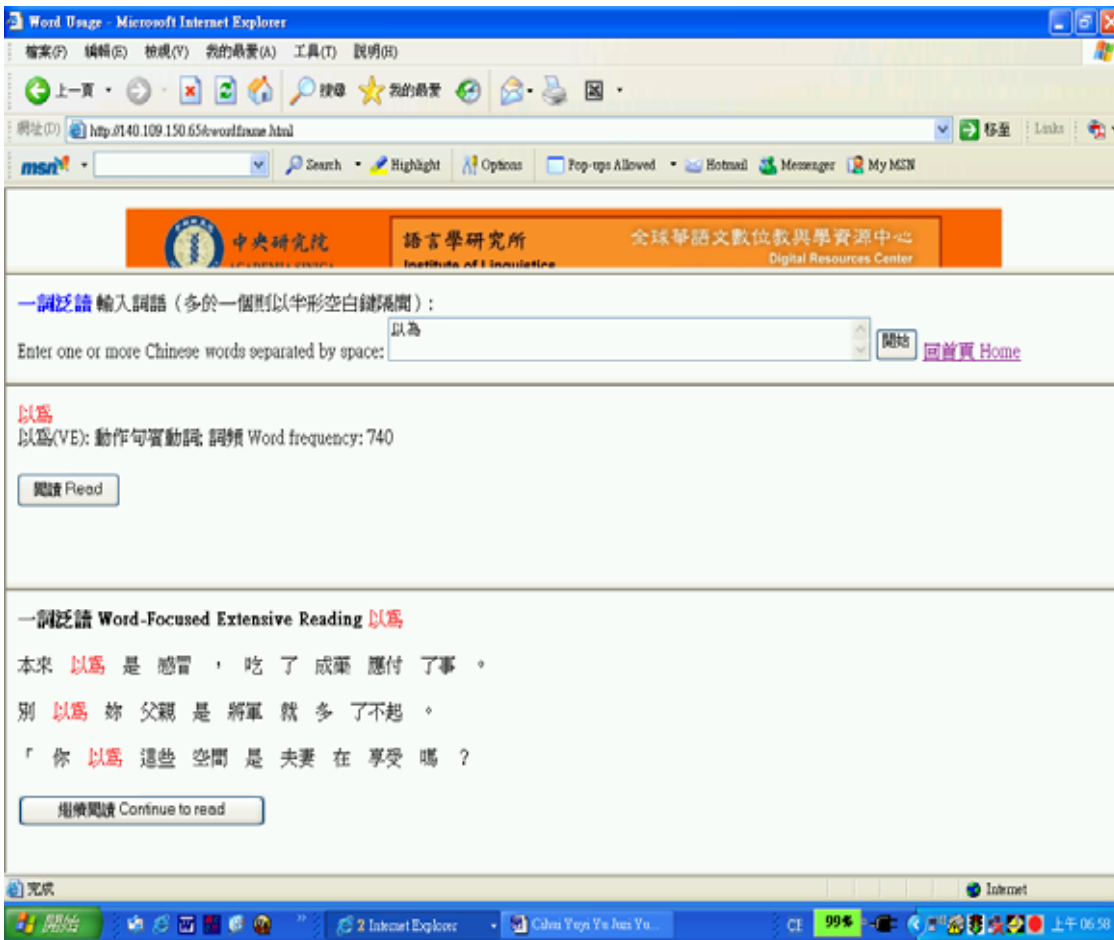 Word Usage - Microsoft Internet Explorer
檔案(F) 編輯(E) 檢視(V) 我的最愛(A) 工具(T) 說明(H)
上一頁 搜尋 我的最愛
網址(D) http://140.109.150.65/cwordframe.html 移至 Links
msn Search Highlight Options Pop-ups Allowed Hotmail Messenger My MSN
中央研究院 語言學研究所 全球華語文數位教與學資源中心
ACADEMIA SINICA Institute of Linguistics Digital Resources Center
一詞泛讀 輸入詞語（多於一個則以半形空白鍵隔開）:
Enter one or more Chinese words separated by space: 以為 開始 回首頁 Home
以為
以為(VE): 動作句賓動詞; 詞頻 Word frequency: 740
閱讀 Read
一詞泛讀 Word-Focused Extensive Reading 以為
本來 以為 是 感冒 ， 吃 了 成藥 應付 了事 。
別 以為 妳 父親 是 將軍 就 多 了不起 。
「 你 以為 這些 空間 是 夫妻 在 享受 嗎 ？
繼續閱讀 Continue to read
完成 Internet
開始 2 Internet Explorer CE 99% 上午 06:58